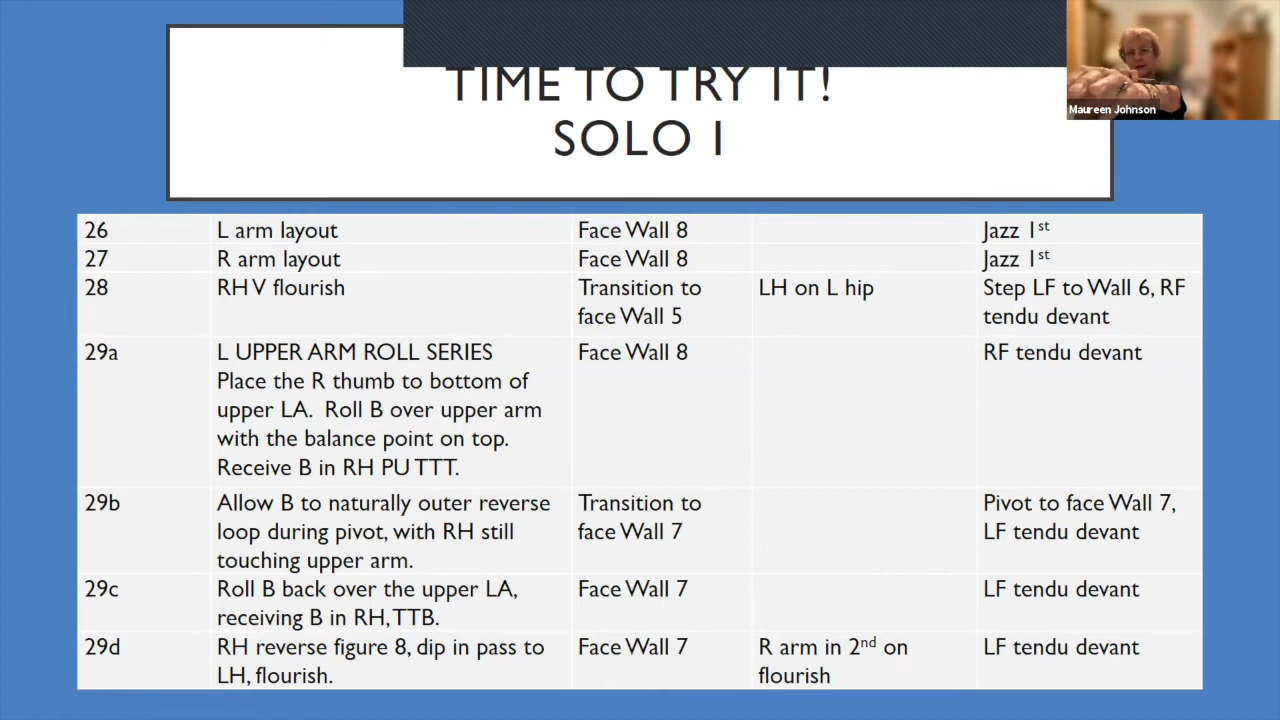 TIME TO TRY IT!
SOLO 1
Maureen Johnson
26 L arm layout Face Wall 8 Jazz 1st
27 R arm layout Face Wall 8 Jazz 1st
28 RH V flourish Transition to LH on L hip Step LF to Wall 6, RF
face Wall 5 tendu devant
29a L UPPER ARM ROLL SERIES Face Wall 8 RF tendu devant
Place the R thumb to bottom of
upper LA. Roll B over upper arm
with the balance point on top.
Receive B in RH PU TTT.
29b Allow B to naturally outer reverse Transition to Pivot to face Wall 7,
loop during pivot, with RH still face Wall 7 LF tendu devant
touching upper arm.
29c Roll B back over the upper LA, Face Wall 7 LF tendu devant
receiving B in RH, TTB.
29d RH reverse figure 8, dip in pass to Face Wall 7 R arm in 2nd on LF tendu devant
LH, flourish. flourish